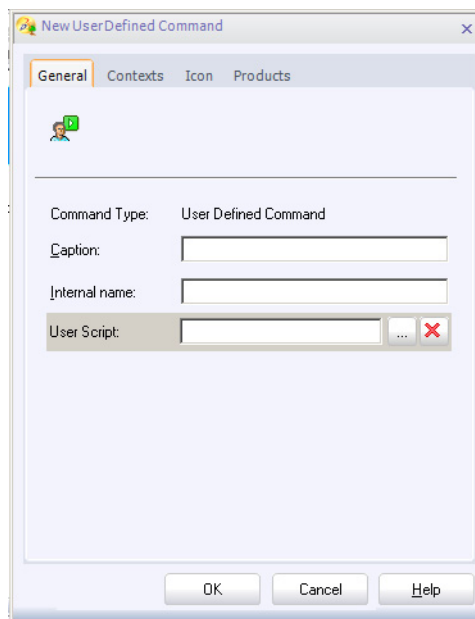 New UserDefined Command
General Contexts Icon Products
Command Type: User Defined Command
Caption:
Internal name:
User Script: ...
OK Cancel Help